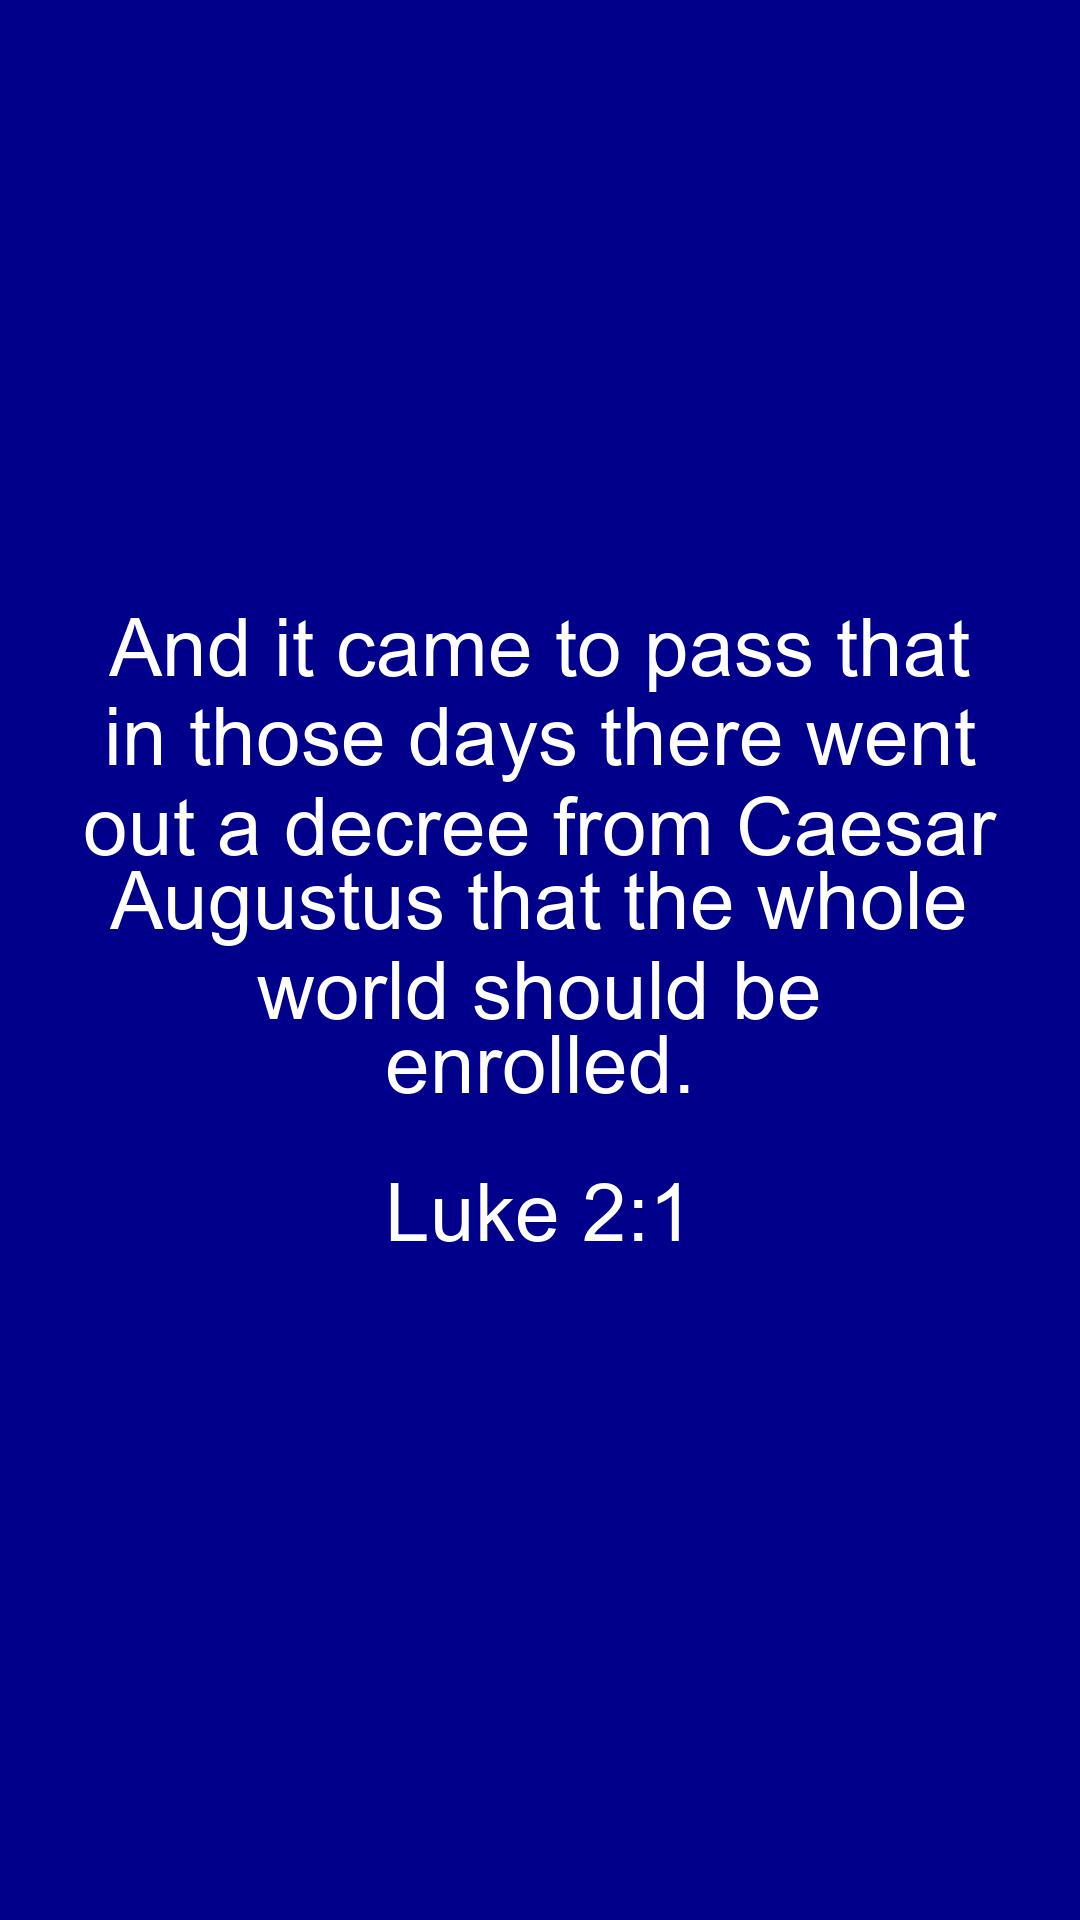 And it came to pass that
in those days there went
out a decree from Caesar
Augustus that the whole
world should be
enrolled.
Luke 2:1